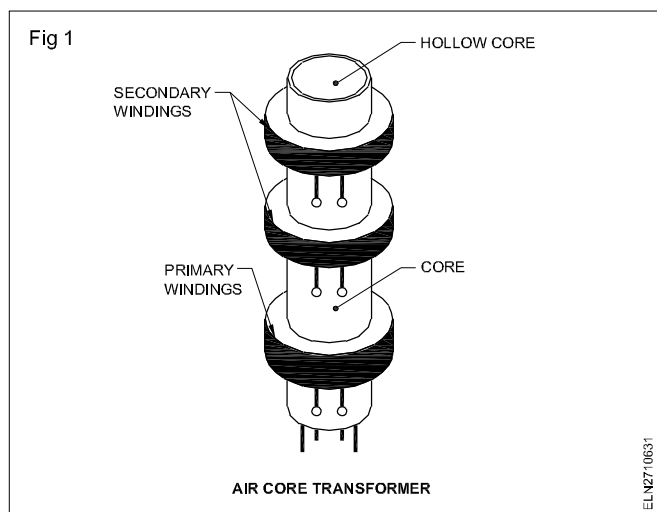 Fig 1
HOLLOW CORE
SECONDARY
WINDINGS
PRIMARY
WINDINGS
CORE
AIR CORE TRANSFORMER
ELN2710631